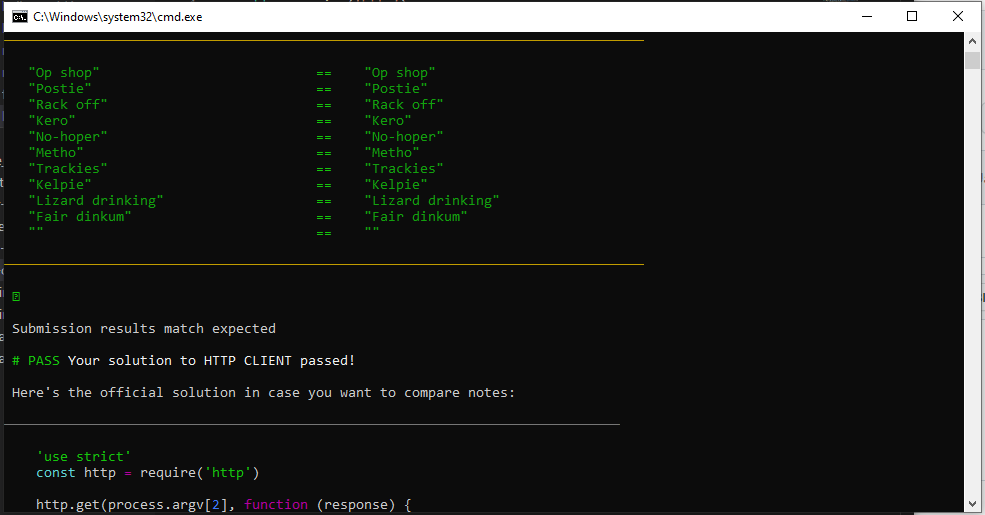 C:\Windows\system32\cmd.exe
"Op shop" == "Op shop"
"Postie" == "Postie"
"Rack off" == "Rack off"
"Kero" == "Kero"
"No-hoper" == "No-hoper"
"Metho" == "Metho"
"Trackies" == "Trackies"
"Kelpie" == "Kelpie"
"Lizard drinking" == "Lizard drinking"
"Fair dinkum" == "Fair dinkum"
"" == ""
Submission results match expected
# PASS Your solution to HTTP CLIENT passed!
Here's the official solution in case you want to compare notes:
'use strict'
const http = require('http')
http.get(process.argv[2], function (response) {